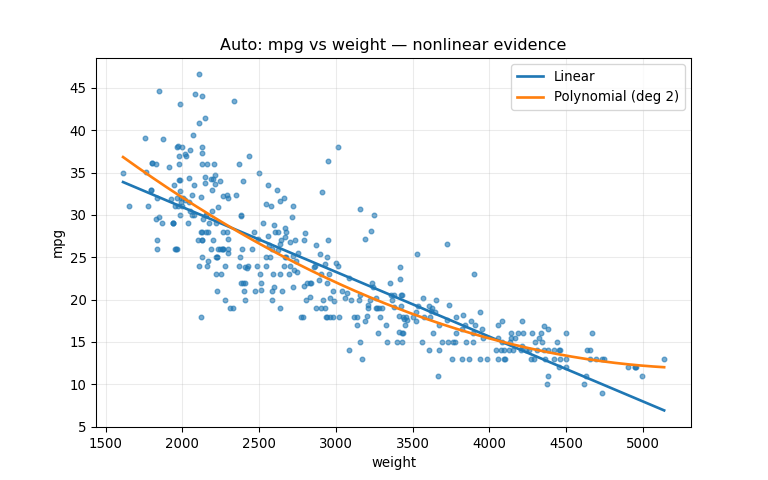 Auto: mpg vs weight — nonlinear evidence
Linear
Polynomial (deg 2)
45
40
35
30
25
20
15
10
5
mpg
1500 2000 2500 3000 3500 4000 4500 5000
weight